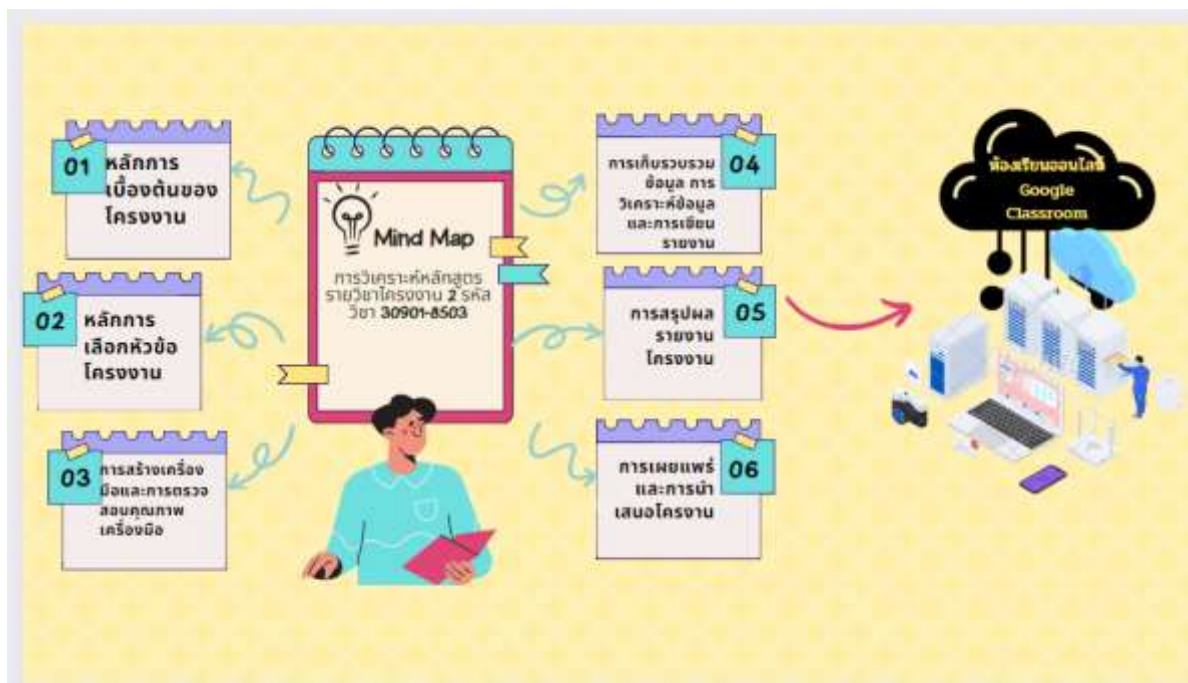 Mind Map
การวิเคราะห์หลักสูตร
รายวิชาโครงงาน 2 รหัส
วิชา 30901-8503
01
หลักการ
เบื้องต้นของ
โครงงาน
02
หลักการ
เลือกหัวข้อ
โครงงาน
03
การสร้างเครื่อง
มือและการตรวจ
สอบคุณภาพ
เครื่องมือ
04
การเก็บรวบรวม
ข้อมูล การ
วิเคราะห์ข้อมูล
และการเขียน
รายงาน
05
การสรุปผล
รายงาน
โครงงาน
06
การเผยแพร่
และการนำ
เสนอโครงาน
ห้องเรียนออนไลน์
Google
Classroom